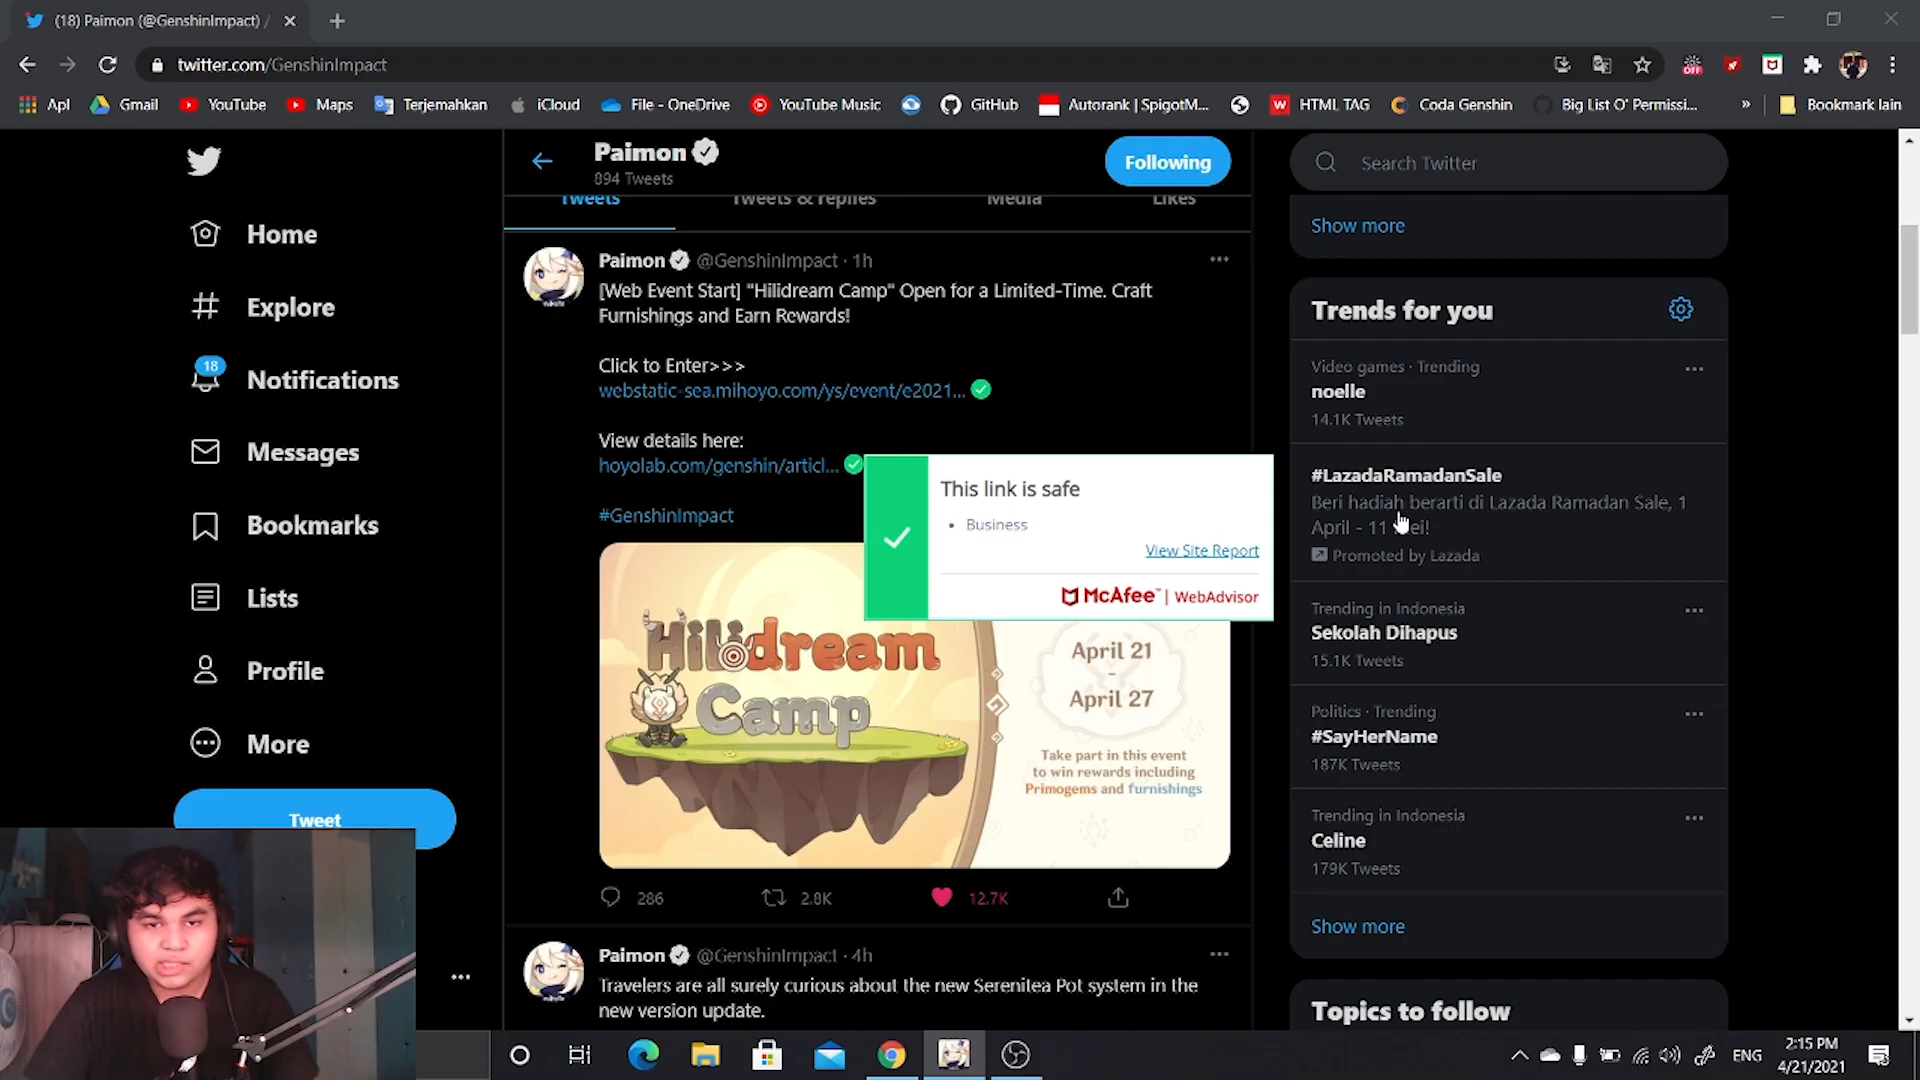 (18) Paimon (@GenshinImpact) /
twitter.com/GenshinImpact
OFF
Apl
Gmail
YouTube
Maps
Terjemahkan
iCloud
File - OneDrive
YouTube Music
GitHub
Autorank | SpigotM...
HTML TAG
Coda Genshin
Big List O' Permissi...
»
Bookmark lain
Home
Explore
18
Notifications
Messages
Bookmarks
Lists
Profile
More
Tweet
Paimon
894 Tweets
Following
Tweets
Tweets & replies
Media
Likes
Paimon @GenshinImpact · 1h
[Web Event Start] "Hilidream Camp" Open for a Limited-Time. Craft
Furnishings and Earn Rewards!
Click to Enter>>>
webstatic-sea.mihoyo.com/ys/event/e2021...
View details here:
hoyolab.com/genshin/articl...
#GenshinImpact
This link is safe
• Business
View Site Report
McAfee™ | WebAdvisor
Hilidream
Camp
April 21
-
April 27
Take part in this event
to win rewards including
Primogems and furnishings
286
2.8K
12.7K
Paimon @GenshinImpact · 4h
Travelers are all surely curious about the new Serenitea Pot system in the
new version update.
Search Twitter
Show more
Trends for you
Video games · Trending
noelle
14.1K Tweets
#LazadaRamadanSale
Beri hadiah berarti di Lazada Ramadan Sale, 1
April - 11 Mei!
Promoted by Lazada
Trending in Indonesia
Sekolah Dihapus
15.1K Tweets
Politics · Trending
#SayHerName
187K Tweets
Trending in Indonesia
Celine
179K Tweets
Show more
Topics to follow
ENG
2:15 PM
4/21/2021